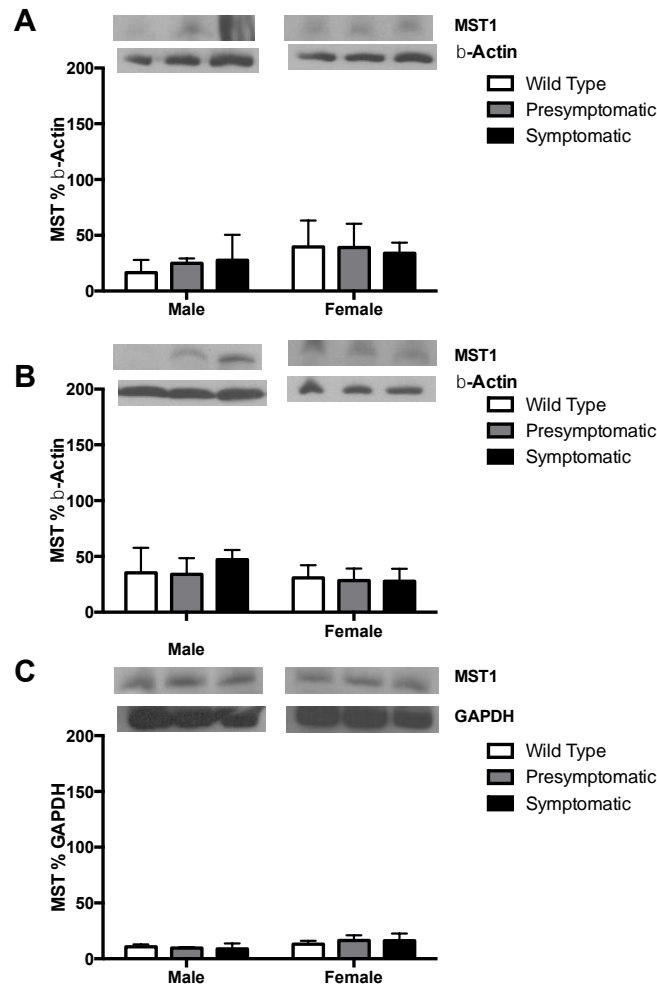 A
MST1
b-Actin
200
150
100
50
0
MST % b-Actin
Male
Female
Wild Type
Presymptomatic
Symptomatic
B
MST1
b-Actin
200
150
100
50
0
MST % b-Actin
Male
Female
Wild Type
Presymptomatic
Symptomatic
C
MST1
GAPDH
200
150
100
50
0
MST % GAPDH
Male
Female
Wild Type
Presymptomatic
Symptomatic